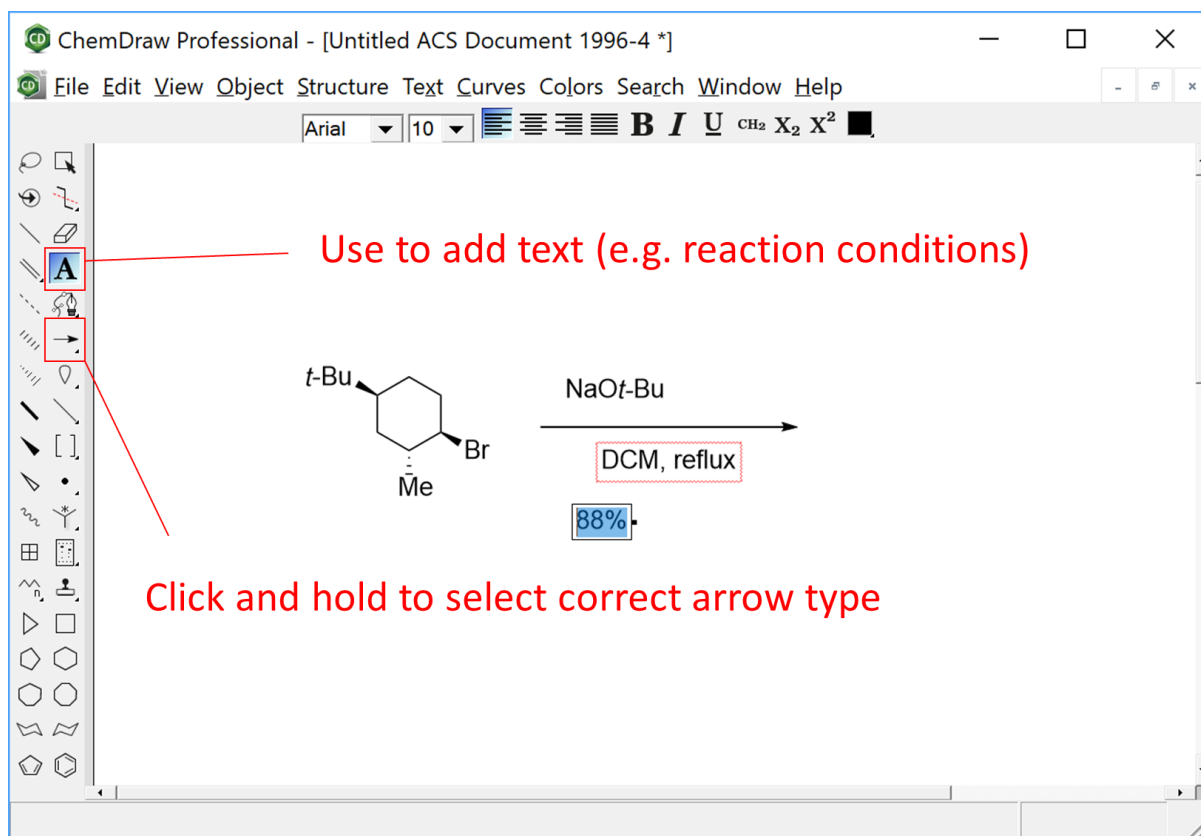 ChemDraw Professional - [Untitled ACS Document 1996-4 *]
File Edit View Object Structure Text Curves Colors Search Window Help
Arial 10 B I U CH₂ X₂ X²
A
Use to add text (e.g. reaction conditions)
t-Bu
NaOt-Bu
Br
DCM, reflux
Me
88%
n
Click and hold to select correct arrow type